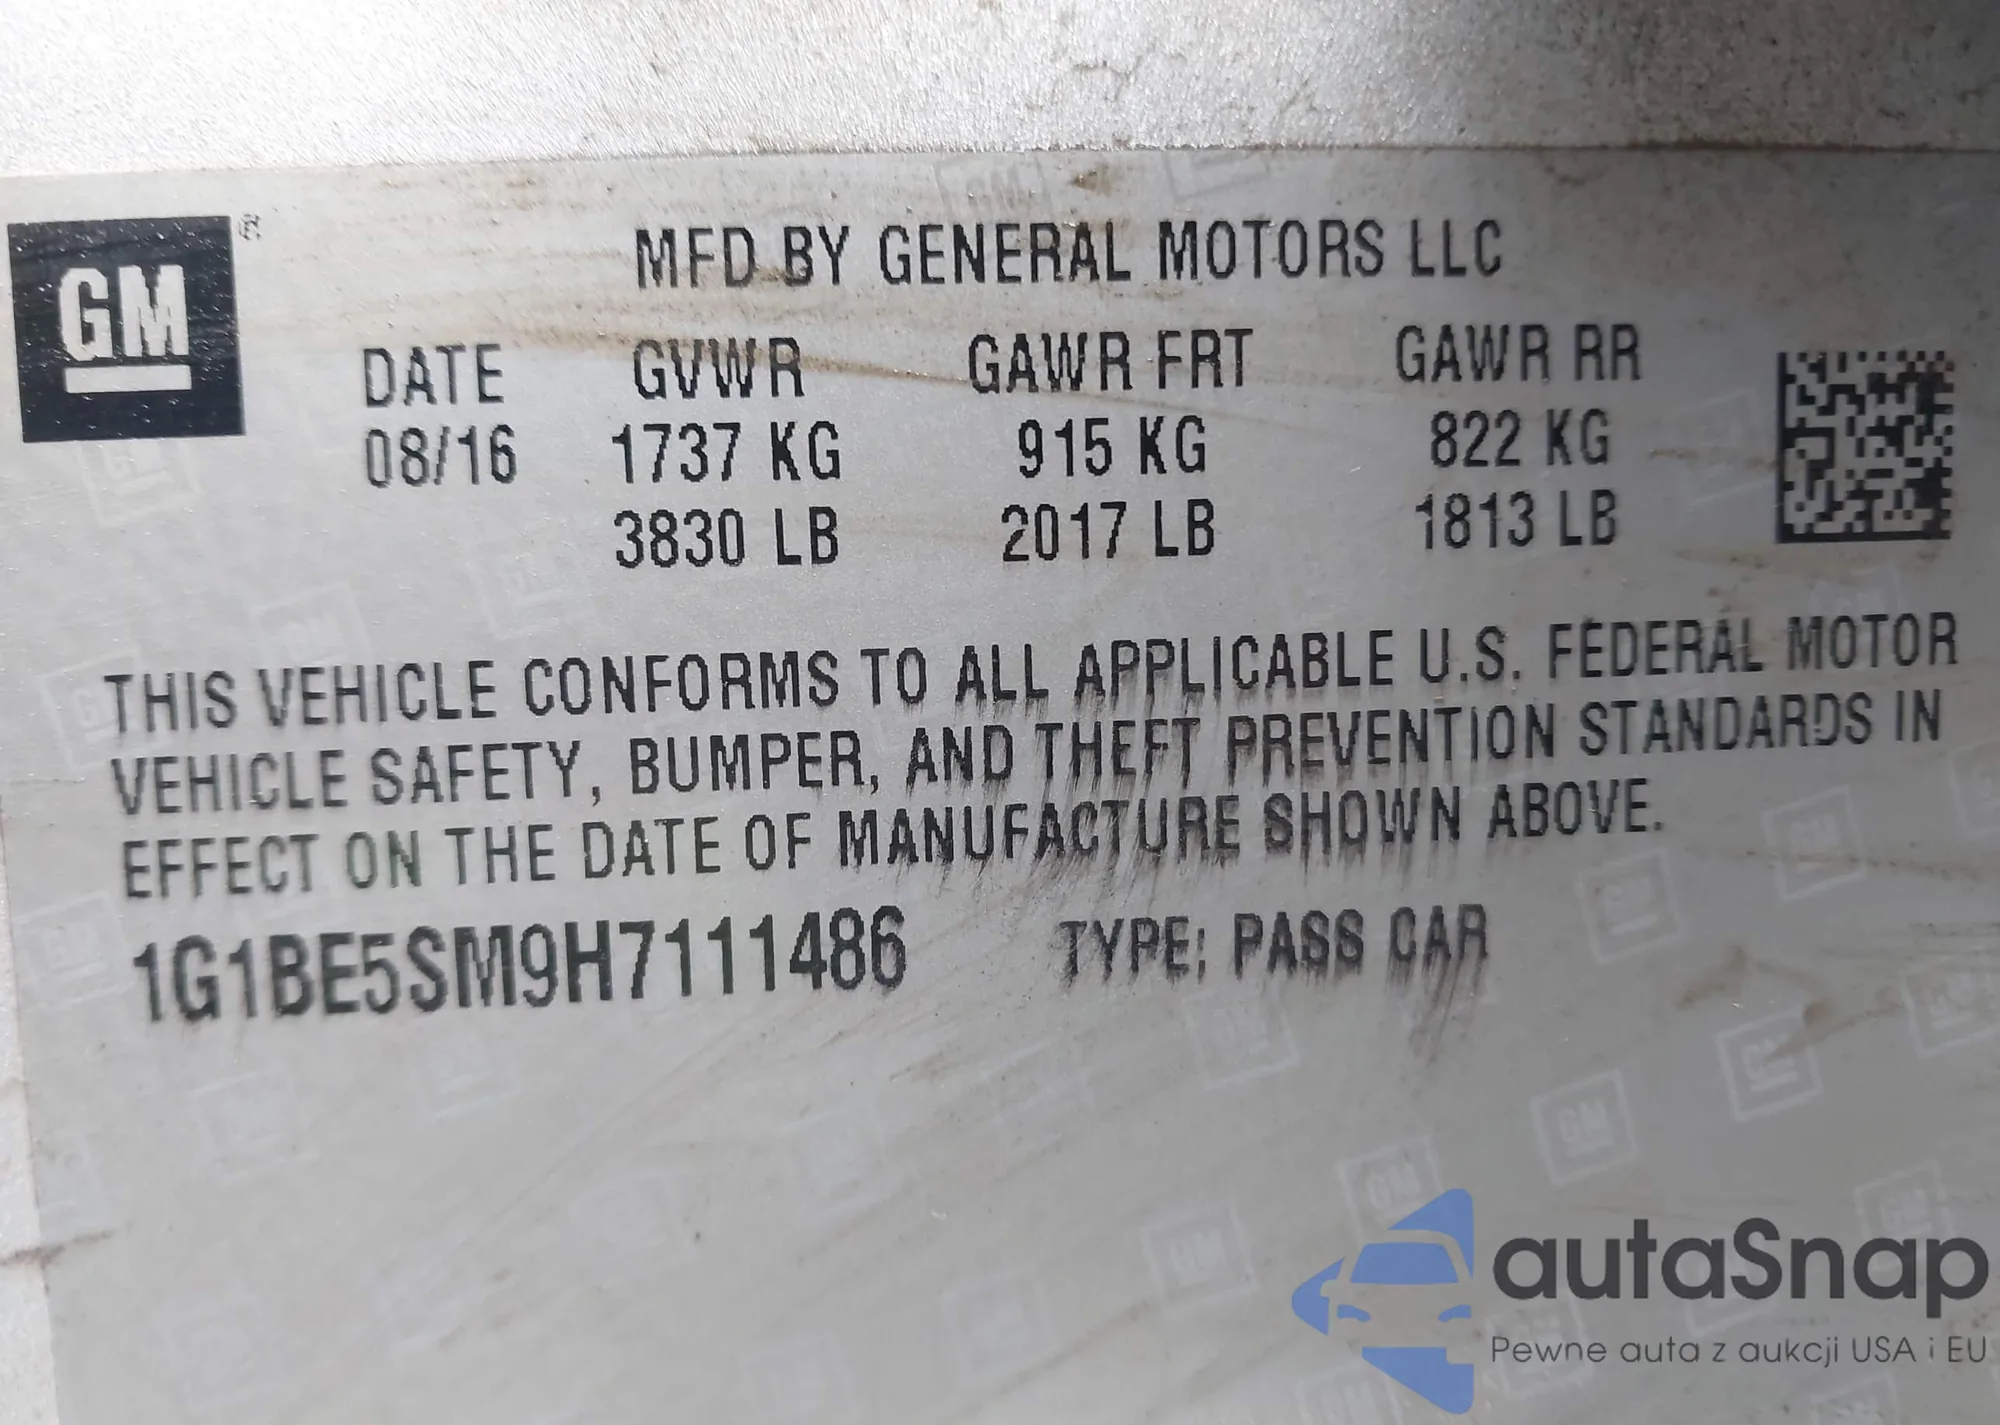 GM ®
MFD BY GENERAL MOTORS LLC
DATE GVWR GAWR FRT GAWR RR
08/16 1737 KG 915 KG 822 KG
3830 LB 2017 LB 1813 LB
THIS VEHICLE CONFORMS TO ALL APPLICABLE U.S. FEDERAL MOTOR
VEHICLE SAFETY, BUMPER, AND THEFT PREVENTION STANDARDS IN
EFFECT ON THE DATE OF MANUFACTURE SHOWN ABOVE.
1G1BE5SM9H7111486 TYPE: PASS CAR
autaSnap
Pewne auta z aukcji USA i EU